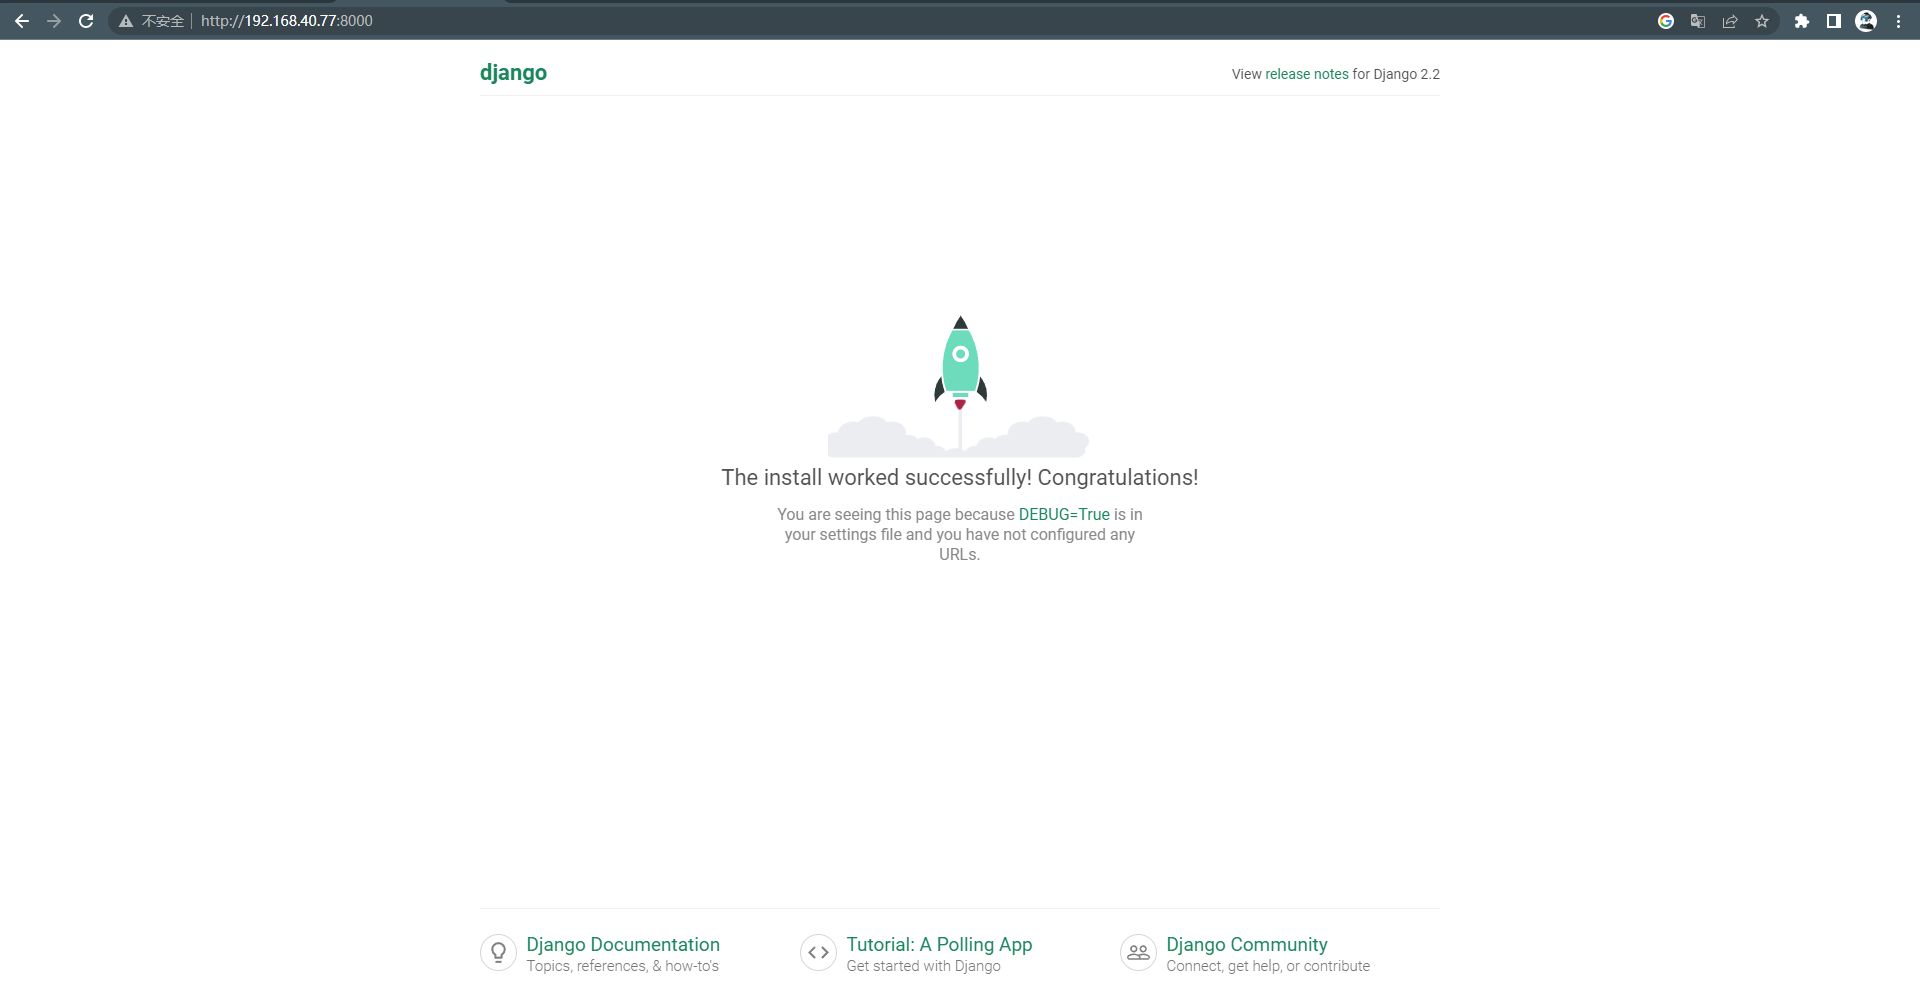 不安全 http://192.168.40.77:8000
django
View release notes for Django 2.2
The install worked successfully! Congratulations!
You are seeing this page because DEBUG=True is in
your settings file and you have not configured any
URLs.
Django Documentation
Topics, references, & how-to's
Tutorial: A Polling App
Get started with Django
Django Community
Connect, get help, or contribute